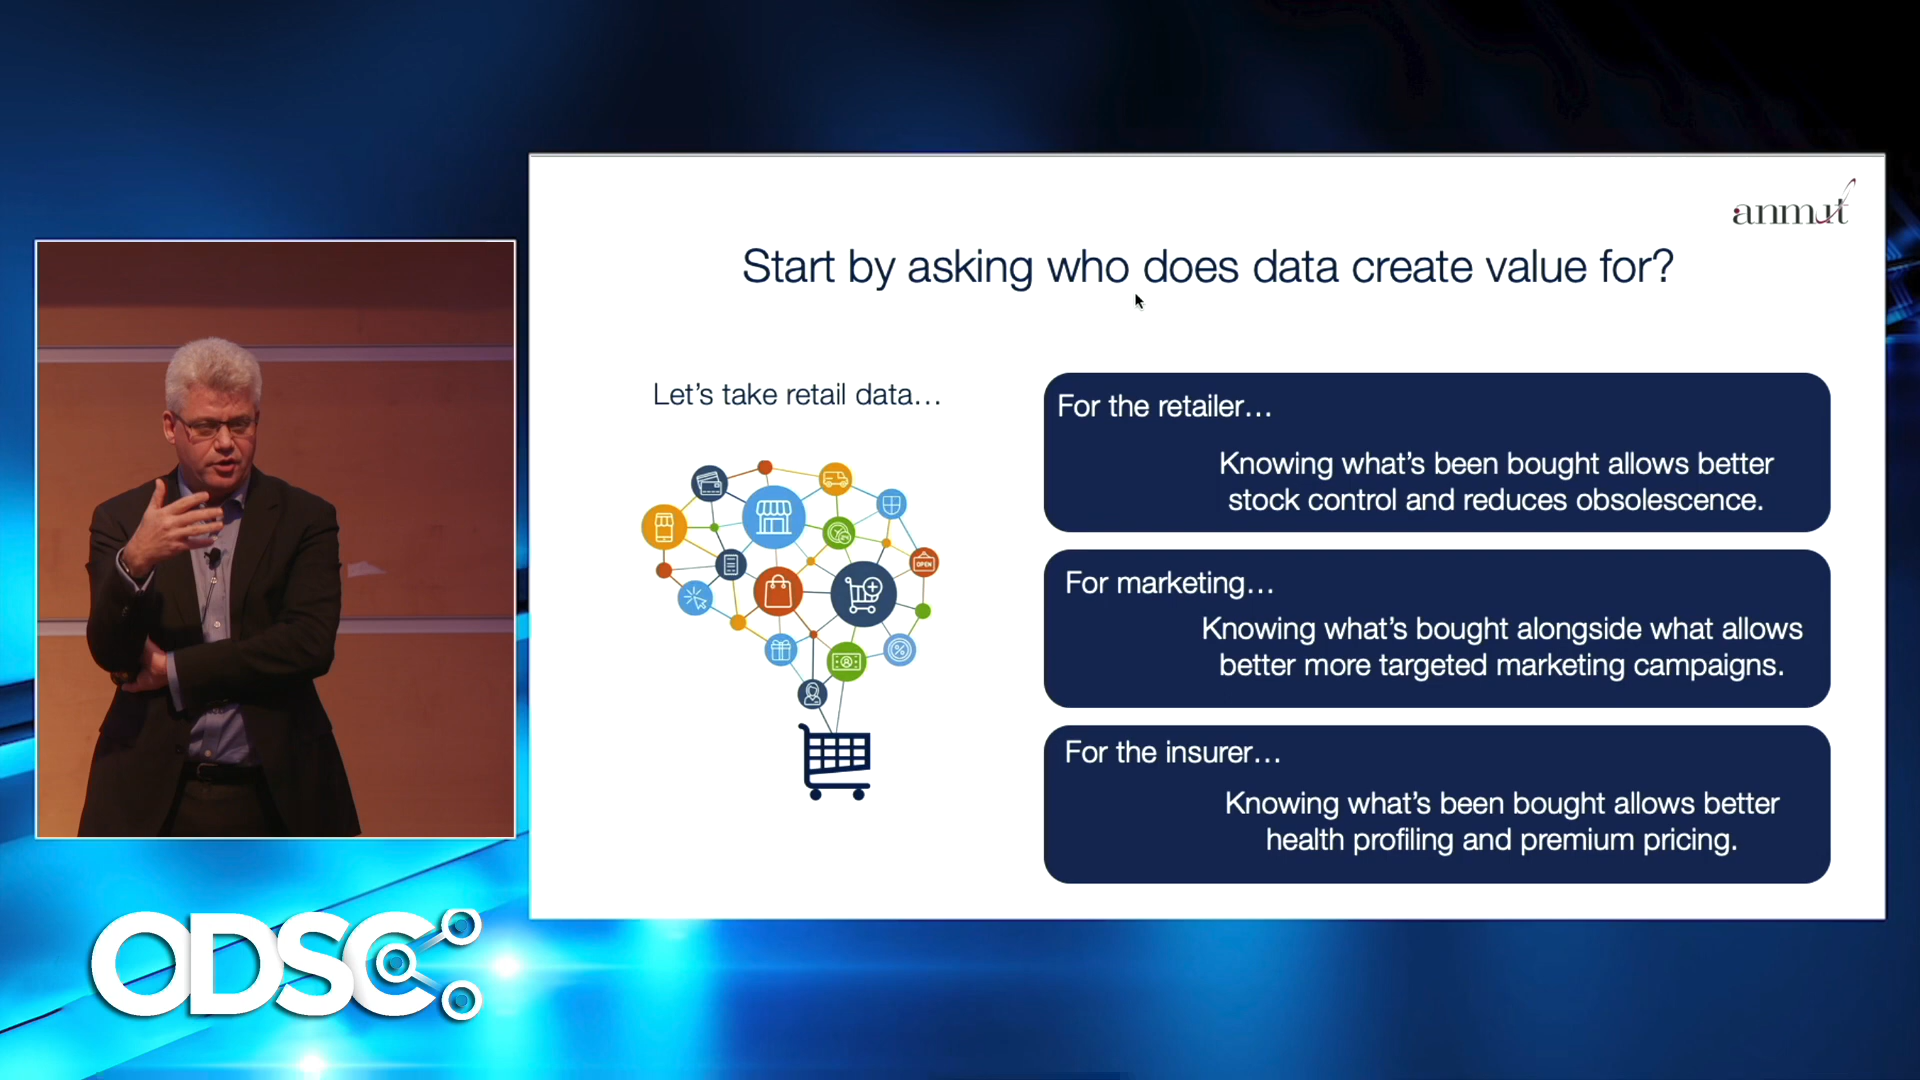 anmut
Start by asking who does data create value for?
Let's take retail data…
OPEN
For the retailer…
Knowing what's been bought allows better
stock control and reduces obsolescence.
For marketing…
Knowing what's bought alongside what allows
better more targeted marketing campaigns.
For the insurer…
Knowing what's been bought allows better
health profiling and premium pricing.
ODSC